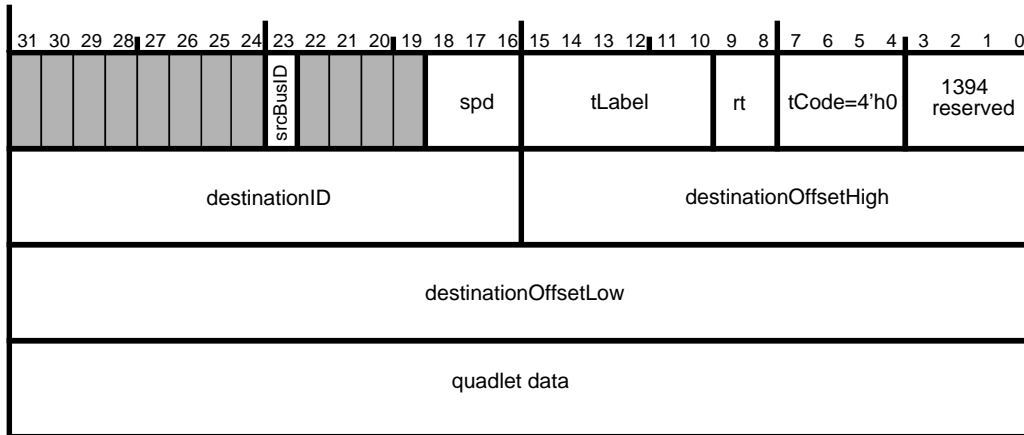 31 30 29 28 27 26 25 24 23 22 21 20 19 18 17 16 15 14 13 12 11 10 9 8 7 6 5 4 3 2 1 0
srcBusID spd tLabel rt tCode=4'h0 1394
reserved
destinationID destinationOffsetHigh
destinationOffsetLow
quadlet data